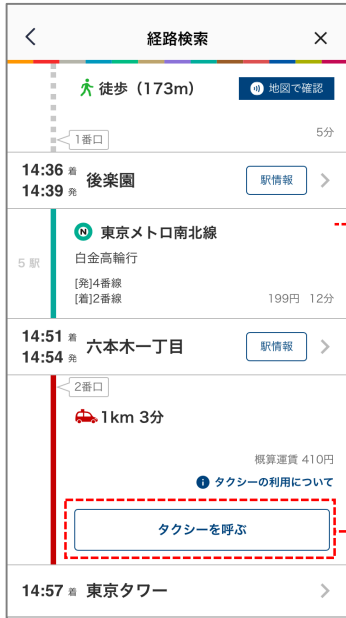 経路検索
徒歩（173m）
地図で確認
5分
1番口
14:36 着
14:39 発
後楽園
駅情報
N 東京メトロ南北線
5 駅
白金高輪行
[発]4番線
[着]2番線
199円 12分
14:51 着
14:54 発
六本木一丁目
駅情報
2番口
1km 3分
概算運賃 410円
i タクシーの利用について
タクシーを呼ぶ
14:57 着 東京タワー